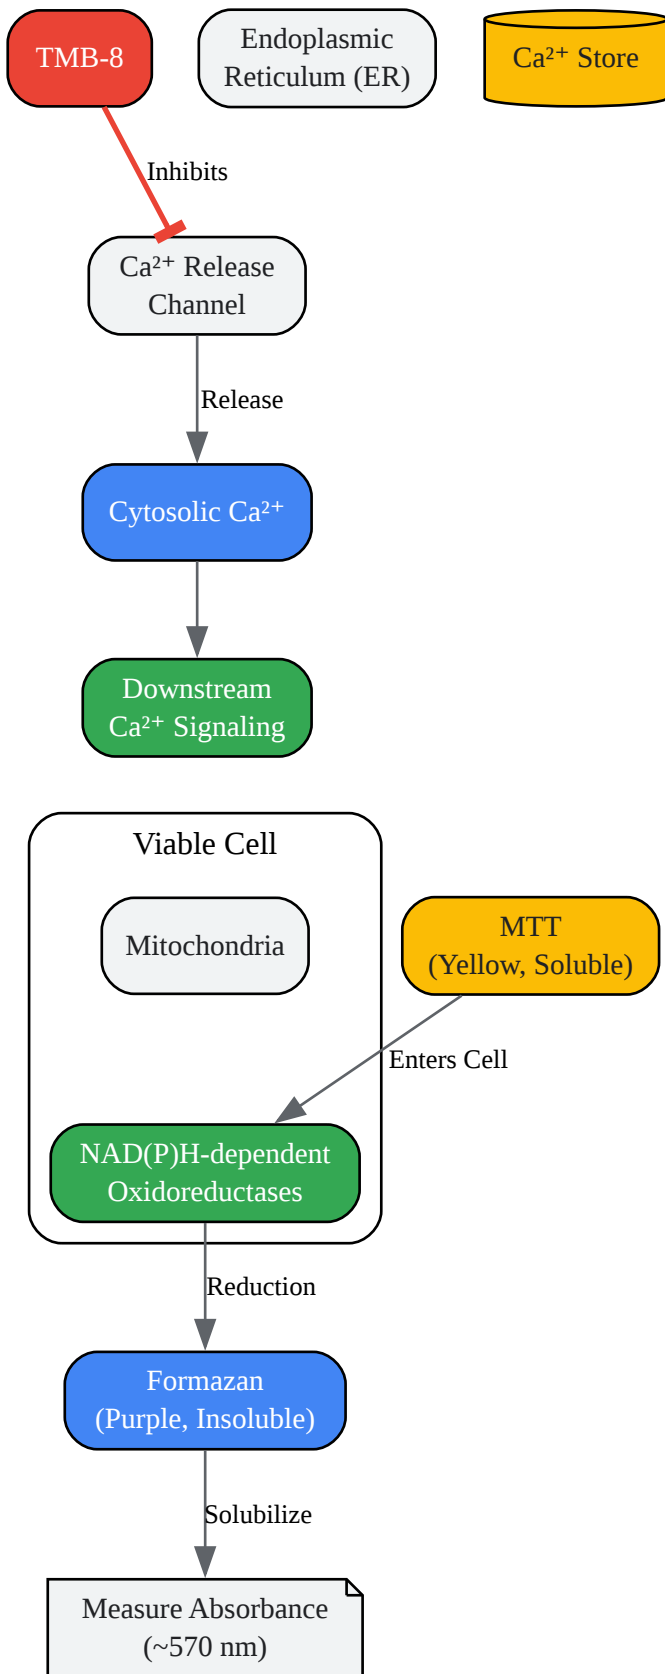 TMB-8
Endoplasmic
Reticulum (ER)
Ca²⁺ Store
Inhibits
Ca²⁺ Release
Channel
Release
Cytosolic Ca²⁺
Downstream
Ca²⁺ Signaling
Viable Cell
Mitochondria
MTT
(Yellow, Soluble)
Enters Cell
NAD(P)H-dependent
Oxidoreductases
Reduction
Formazan
(Purple, Insoluble)
Solubilize
Measure Absorbance
(~570 nm)